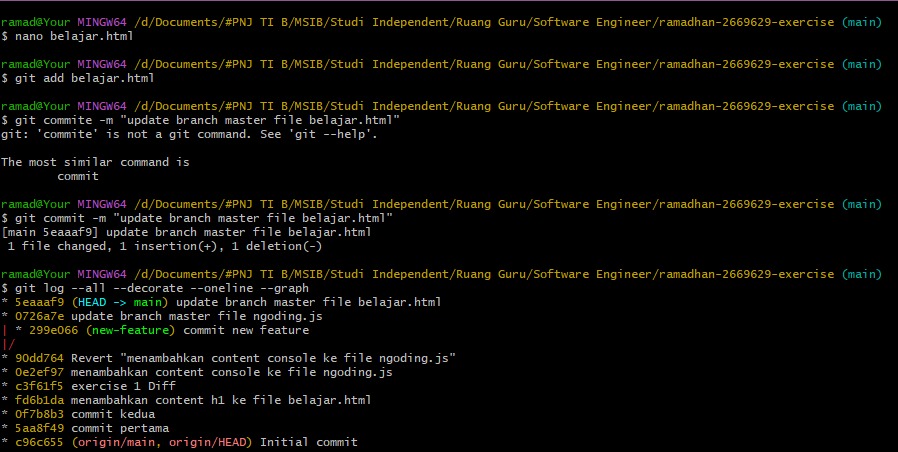 ramad@Your MINGW64 /d/Documents/#PNJ TI B/MSIB/Studi Independent/Ruang Guru/Software Engineer/ramadhan-2669629-exercise (main)
$ nano belajar.html
ramad@Your MINGW64 /d/Documents/#PNJ TI B/MSIB/Studi Independent/Ruang Guru/Software Engineer/ramadhan-2669629-exercise (main)
$ git add belajar.html
ramad@Your MINGW64 /d/Documents/#PNJ TI B/MSIB/Studi Independent/Ruang Guru/Software Engineer/ramadhan-2669629-exercise (main)
$ git commite -m "update branch master file belajar.html"
git: 'commite' is not a git command. See 'git --help'.
The most similar command is
commit
ramad@Your MINGW64 /d/Documents/#PNJ TI B/MSIB/Studi Independent/Ruang Guru/Software Engineer/ramadhan-2669629-exercise (main)
$ git commit -m "update branch master file belajar.html"
[main 5eaaaf9] update branch master file belajar.html
1 file changed, 1 insertion(+), 1 deletion(-)
ramad@Your MINGW64 /d/Documents/#PNJ TI B/MSIB/Studi Independent/Ruang Guru/Software Engineer/ramadhan-2669629-exercise (main)
$ git log --all --decorate --oneline --graph
* 5eaaaf9 (HEAD -> main) update branch master file belajar.html
* 0726a7e update branch master file ngoding.js
| * 299e066 (new-feature) commit new feature
|/
* 90dd764 Revert "menambahkan content console ke file ngoding.js"
* 0e2ef97 menambahkan content console ke file ngoding.js
* c3f61f5 exercise 1 Diff
* fd6b1da menambahkan content h1 ke file belajar.html
* 0f7b8b3 commit kedua
* 5aa8f49 commit pertama
* c96c655 (origin/main, origin/HEAD) Initial commit